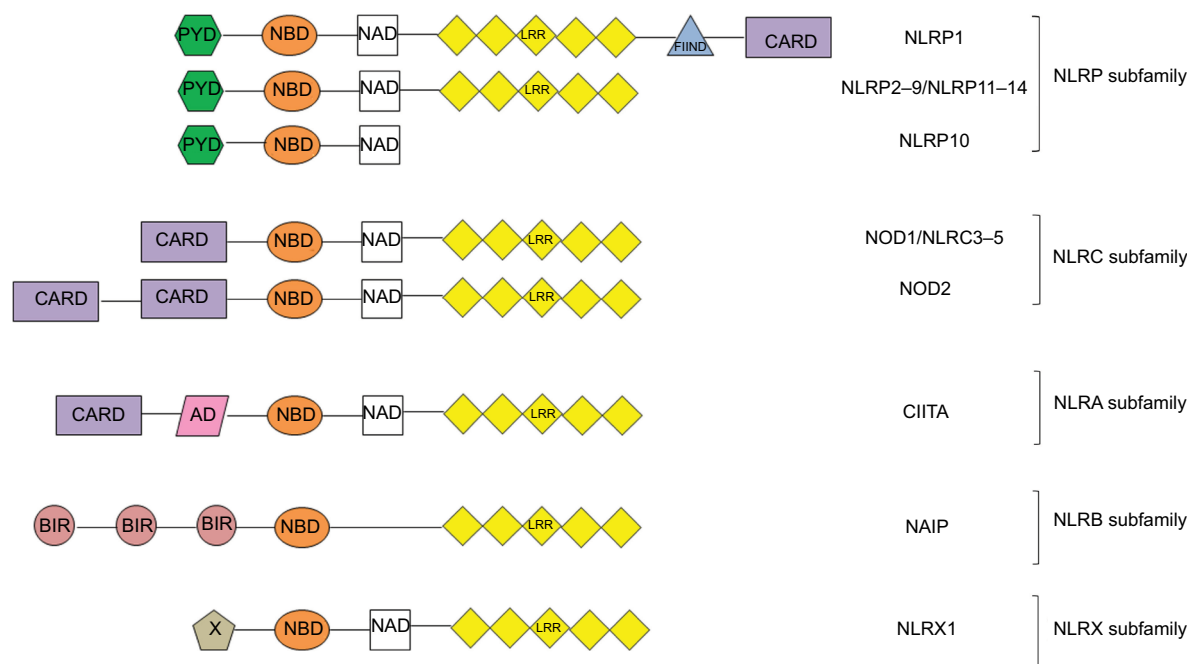 PYD NBD NAD LRR FIIND CARD NLRP1
PYD NBD NAD LRR NLRP2–9/NLRP11–14 NLRP subfamily
PYD NBD NAD NLRP10
CARD NBD NAD LRR NOD1/NLRC3–5 NLRC subfamily
CARD CARD NBD NAD LRR NOD2
CARD AD NBD NAD LRR CIITA NLRA subfamily
BIR BIR BIR NBD LRR NAIP NLRB subfamily
X NBD NAD LRR NLRX1 NLRX subfamily